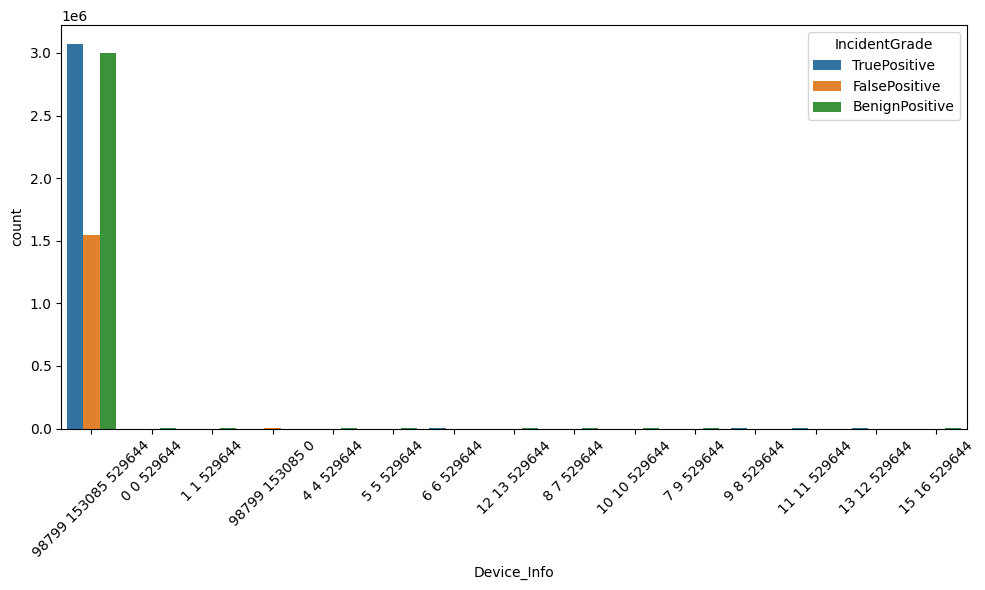 1e6
3.0
2.5
2.0
1.5
1.0
0.5
0.0
count
IncidentGrade
TruePositive
FalsePositive
BenignPositive
98799 153085 529644
0 0 529644
1 1 529644
98799 153085 0
4 4 529644
5 5 529644
6 6 529644
12 13 529644
8 7 529644
10 10 529644
7 9 529644
9 8 529644
11 11 529644
13 12 529644
15 16 529644
Device_Info